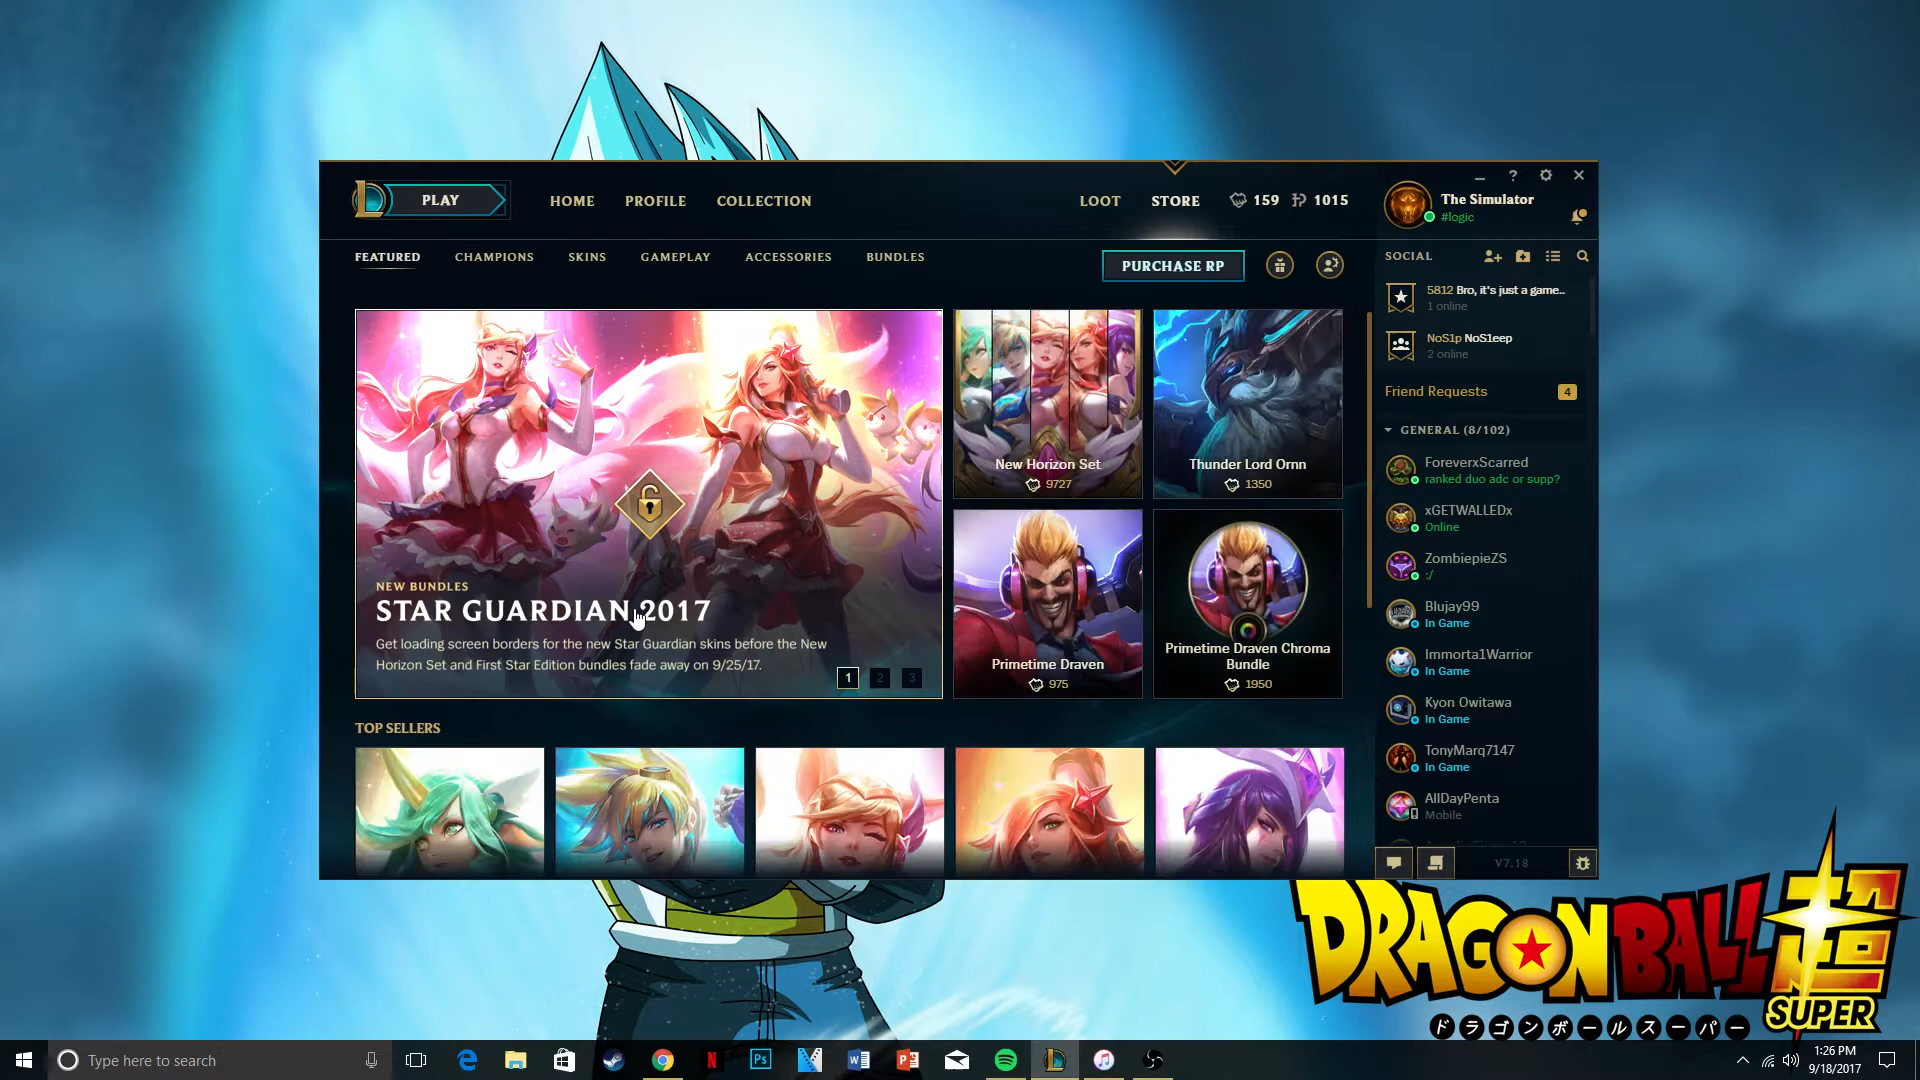 PLAY
HOME
PROFILE
COLLECTION
LOOT
STORE
159
1015
The Simulator
#logic
FEATURED
CHAMPIONS
SKINS
GAMEPLAY
ACCESSORIES
BUNDLES
PURCHASE RP
NEW BUNDLES
STAR GUARDIAN 2017
Get loading screen borders for the new Star Guardian skins before the New
Horizon Set and First Star Edition bundles fade away on 9/25/17.
1 2 3
New Horizon Set
9727
Thunder Lord Ornn
1350
Primetime Draven
975
Primetime Draven Chroma
Bundle
1950
TOP SELLERS
SOCIAL
5812 Bro, it's just a game..
1 online
NoS1p NoS1eep
2 online
Friend Requests
4
GENERAL (8/102)
ForeverxScarred
ranked duo adc or supp?
xGETWALLEDx
Online
ZombiepieZS
:/
Blujay99
In Game
Immorta1Warrior
In Game
Kyon Owitawa
In Game
TonyMarq7147
In Game
AllDayPenta
Mobile
V7.18
DRAGON BALL 超
SUPER
ドラゴンボールスーパー
Type here to search
1:26 PM
9/18/2017